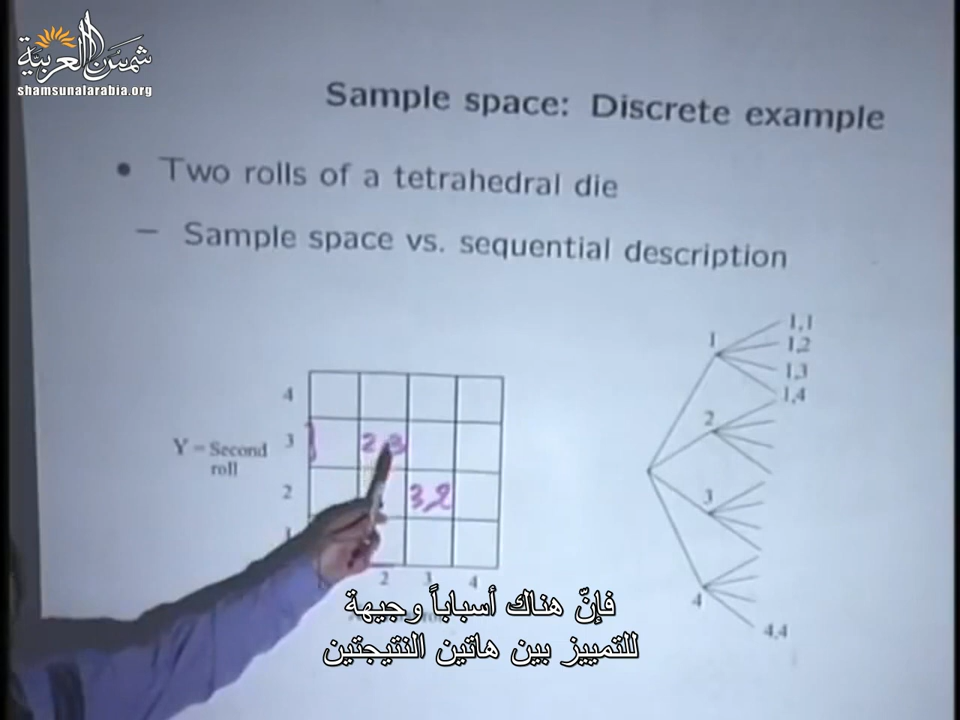 شمس العربية
shamsunalarabia.org
Sample space: Discrete example
• Two rolls of a tetrahedral die
– Sample space vs. sequential description
4
3
2
1
Y = Second
roll
2 3
3,2
2 3 4
1
2
3
4
1,1
1,2
1,3
1,4
4,4
فإنّ هناك أسباباً وجيهة
للتمييز بين هاتين النتيجتين